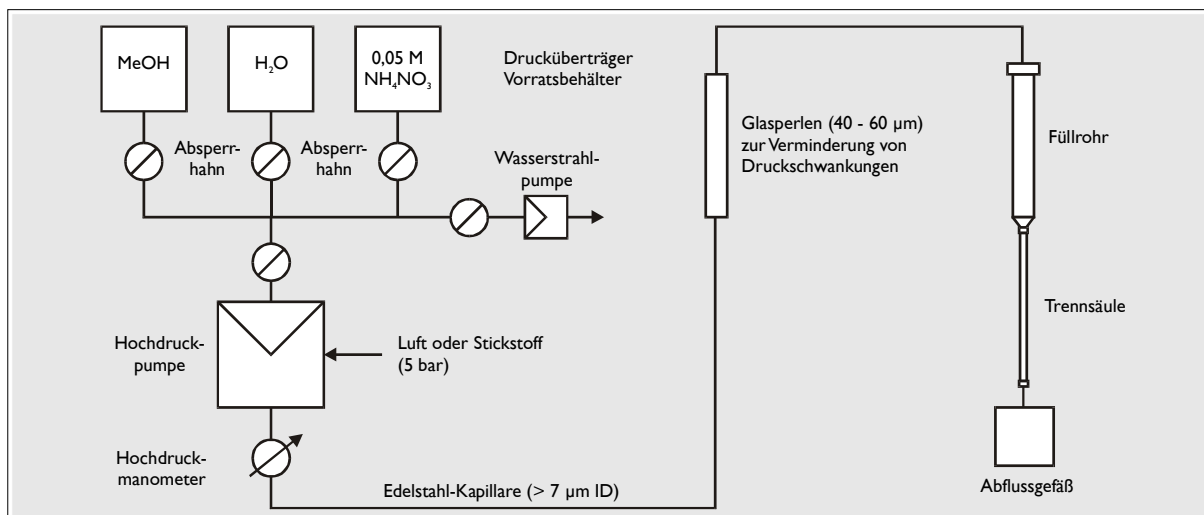 MeOH
H₂O
0,05 M
NH₄NO₃
Drucküberträger
Vorratsbehälter
Absperr-
hahn
Absperr-
hahn
Wasserstrahl-
pumpe
Glasperlen (40 - 60 µm)
zur Verminderung von
Druckschwankungen
Füllrohr
Hochdruck-
pumpe
Luft oder Stickstoff
(5 bar)
Trennsäule
Hochdruck-
manometer
Edelstahl-Kapillare (> 7 µm ID)
Abflussgefäß